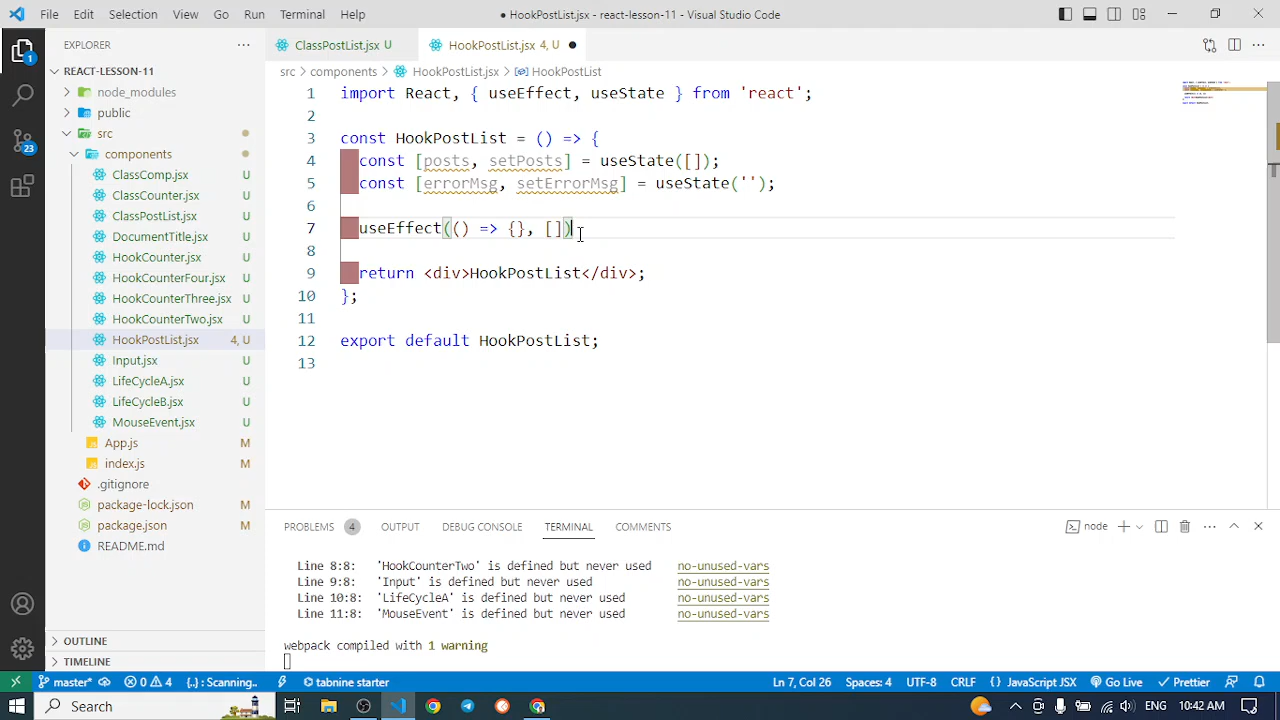 File Edit Selection View Go Run Terminal Help
● HookPostList.jsx - react-lesson-11 - Visual Studio Code
EXPLORER
ClassPostList.jsx U
HookPostList.jsx 4, U
REACT-LESSON-11
node_modules
public
src
components
ClassComp.jsx U
ClassCounter.jsx U
ClassPostList.jsx U
DocumentTitle.jsx U
HookCounter.jsx U
HookCounterFour.jsx U
HookCounterThree.jsx U
HookCounterTwo.jsx U
HookPostList.jsx 4, U
Input.jsx U
LifeCycleA.jsx U
LifeCycleB.jsx U
MouseEvent.jsx U
App.js M
index.js M
.gitignore
package-lock.json M
package.json M
README.md
OUTLINE
TIMELINE
1
23
src > components > HookPostList.jsx > HookPostList
1 import React, { useEffect, useState } from 'react';
2
3 const HookPostList = () => {
4 const [posts, setPosts] = useState([]);
5 const [errorMsg, setErrorMsg] = useState('');
6
7 useEffect(() => {}, [])
8
9 return <div>HookPostList</div>;
10 };
11
12 export default HookPostList;
13
PROBLEMS 4 OUTPUT DEBUG CONSOLE TERMINAL COMMENTS
node
Line 8:8: 'HookCounterTwo' is defined but never used no-unused-vars
Line 9:8: 'Input' is defined but never used no-unused-vars
Line 10:8: 'LifeCycleA' is defined but never used no-unused-vars
Line 11:8: 'MouseEvent' is defined but never used no-unused-vars
webpack compiled with 1 warning
master* 0 4 {..}: Scanning.. tabnine starter
Ln 7, Col 26 Spaces: 4 UTF-8 CRLF {} JavaScript JSX Go Live Prettier
Search
ENG 10:42 AM